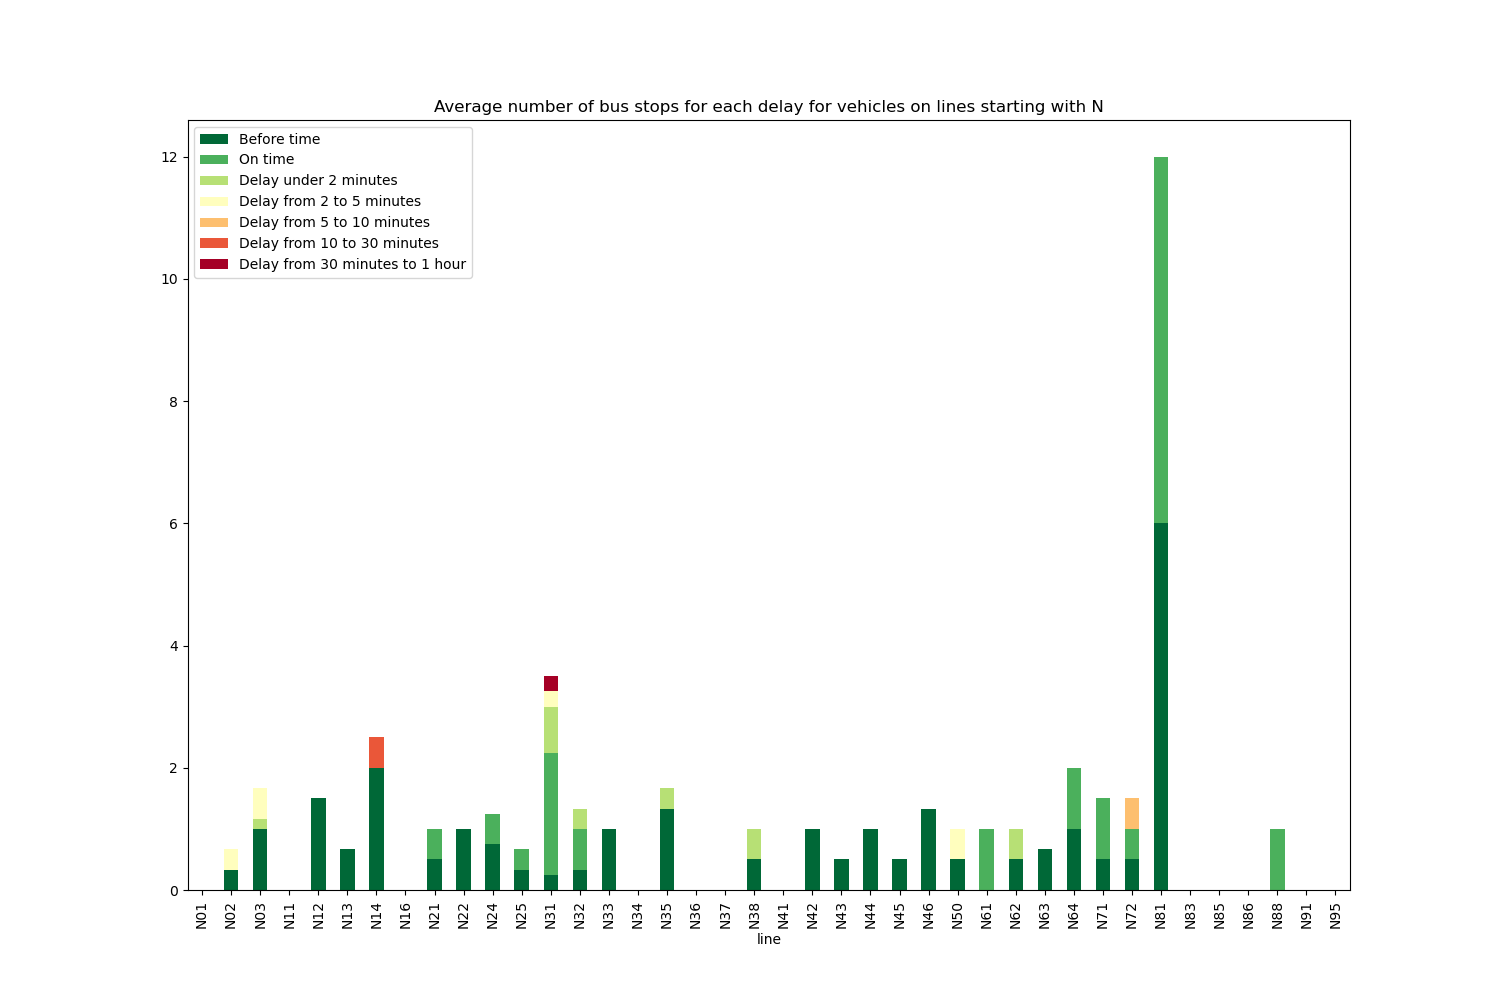 Average number of bus stops for each delay for vehicles on lines starting with N
Before time
On time
Delay under 2 minutes
Delay from 2 to 5 minutes
Delay from 5 to 10 minutes
Delay from 10 to 30 minutes
Delay from 30 minutes to 1 hour
12
10
8
6
4
2
0
N01
N02
N03
N11
N12
N13
N14
N16
N21
N22
N24
N25
N31
N32
N33
N34
N35
N36
N37
N38
N41
N42
N43
N44
N45
N46
N50
N61
N62
N63
N64
N71
N72
N81
N83
N85
N86
N88
N91
N95
line